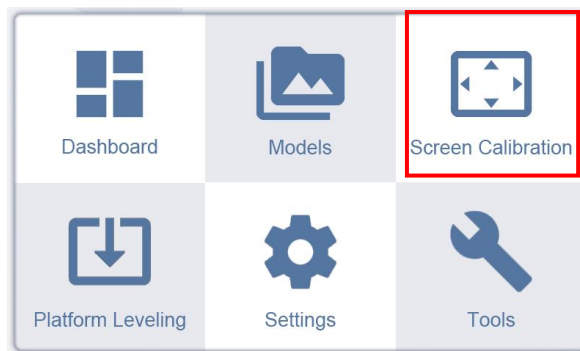 Dashboard
Models
Screen Calibration
Platform Leveling
Settings
Tools